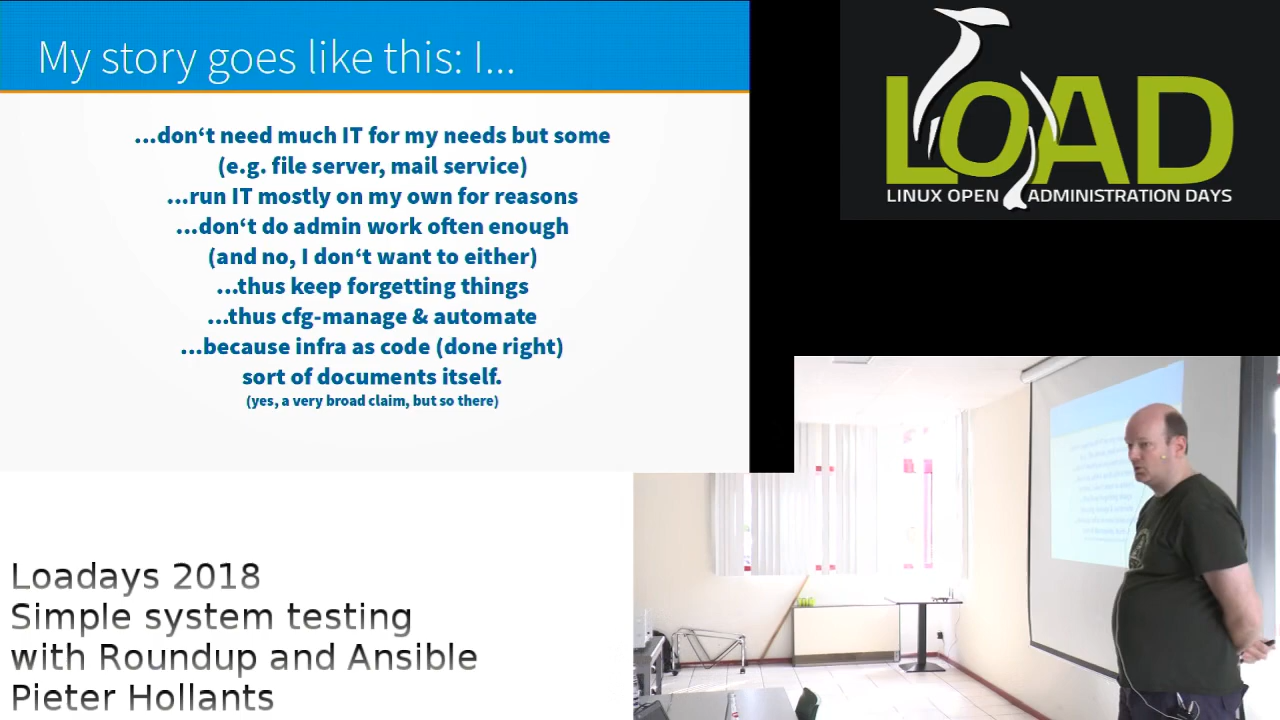 My story goes like this: I...
...don‘t need much IT for my needs but some
(e.g. file server, mail service)
...run IT mostly on my own for reasons
...don‘t do admin work often enough
(and no, I don‘t want to either)
...thus keep forgetting things
...thus cfg-manage & automate
...because infra as code (done right)
sort of documents itself.
(yes, a very broad claim, but so there)
LOAD
LINUX OPEN ADMINISTRATION DAYS
Loadays 2018
Simple system testing
with Roundup and Ansible
Pieter Hollants